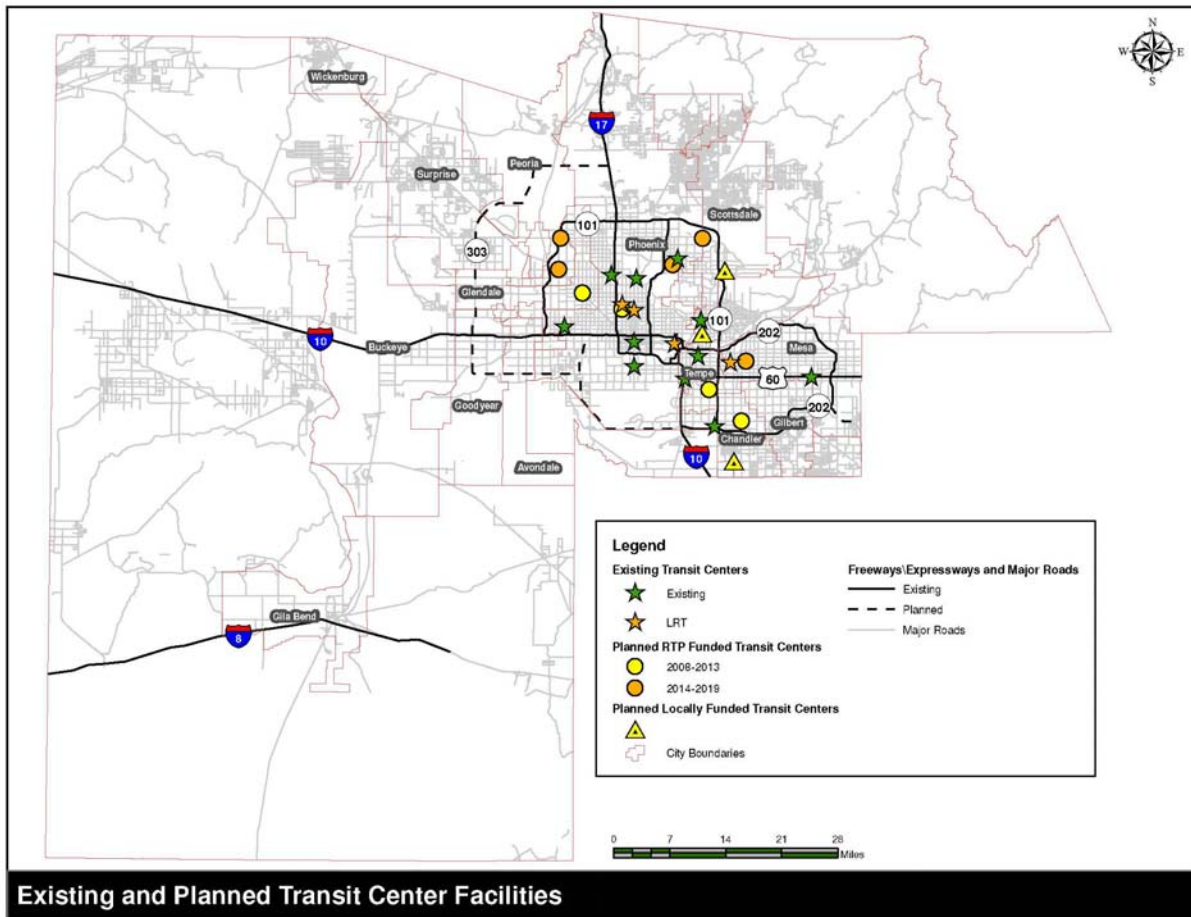 N
W E
S
Wickenburg
17
Peoria
Surprise
Scottsdale
101
Phoenix
303
Glendale
101
202
10
Buckeye
Mesa
Tempe
60
Goodyear
202
Gilbert
Chandler
10
Avondale
Gila Bend
8
Legend
Existing Transit Centers
Existing
LRT
Planned RTP Funded Transit Centers
2008-2013
2014-2019
Planned Locally Funded Transit Centers
City Boundaries
Freeways\Expressways and Major Roads
Existing
Planned
Major Roads
0 7 14 21 28
Miles
Existing and Planned Transit Center Facilities